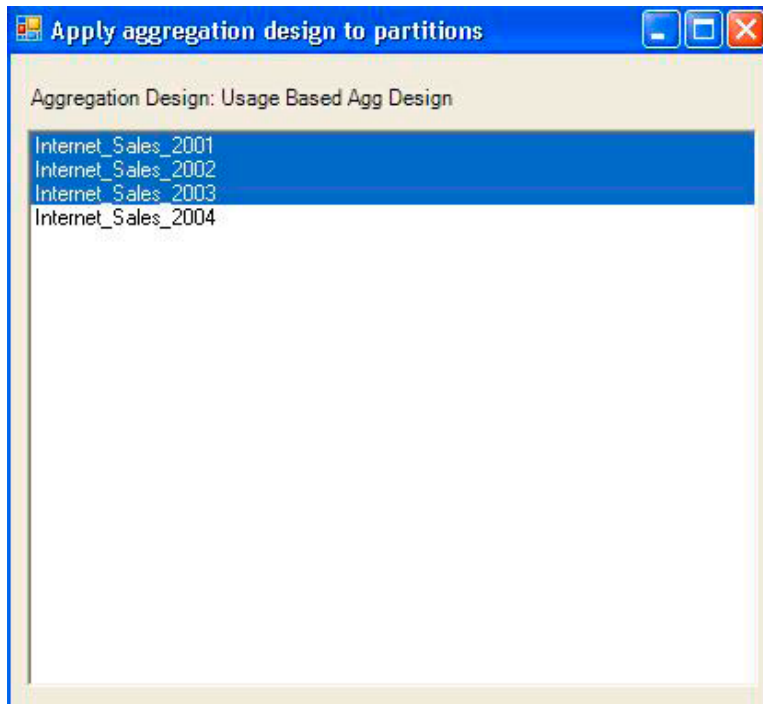 Apply aggregation design to partitions
Aggregation Design: Usage Based Agg Design
Internet_Sales_2001
Internet_Sales_2002
Internet_Sales_2003
Internet_Sales_2004